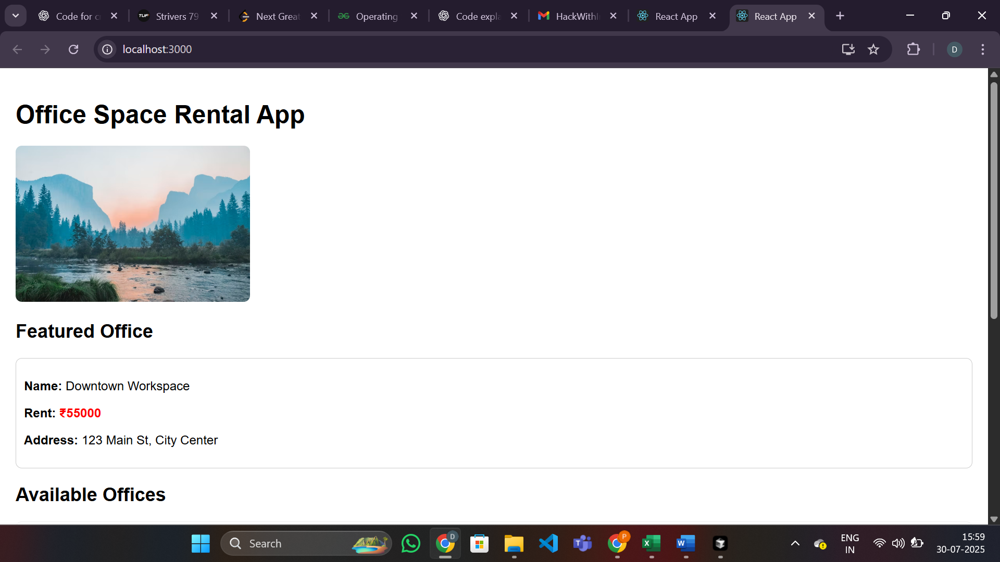 Code for c
TUF Strivers 79
Next Great
Operating
Code expla
HackWithI
React App
React App
localhost:3000
D
Office Space Rental App
Featured Office
Name: Downtown Workspace
Rent: ₹55000
Address: 123 Main St, City Center
Available Offices
Search
D
T
P
X
W
ENG
IN
15:59
30-07-2025